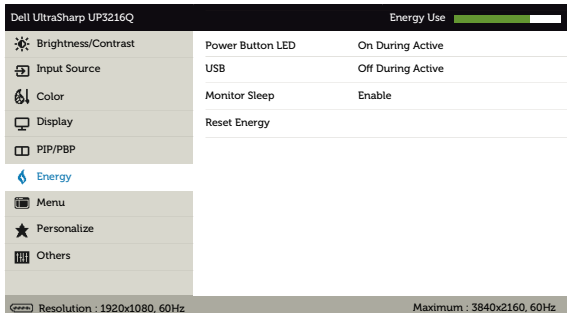 Dell UltraSharp UP3216Q Energy Use
Brightness/Contrast Power Button LED On During Active
Input Source USB Off During Active
Color Monitor Sleep Enable
Display Reset Energy
PIP/PBP
Energy
Menu
Personalize
Others
Resolution : 1920x1080, 60Hz Maximum : 3840x2160, 60Hz